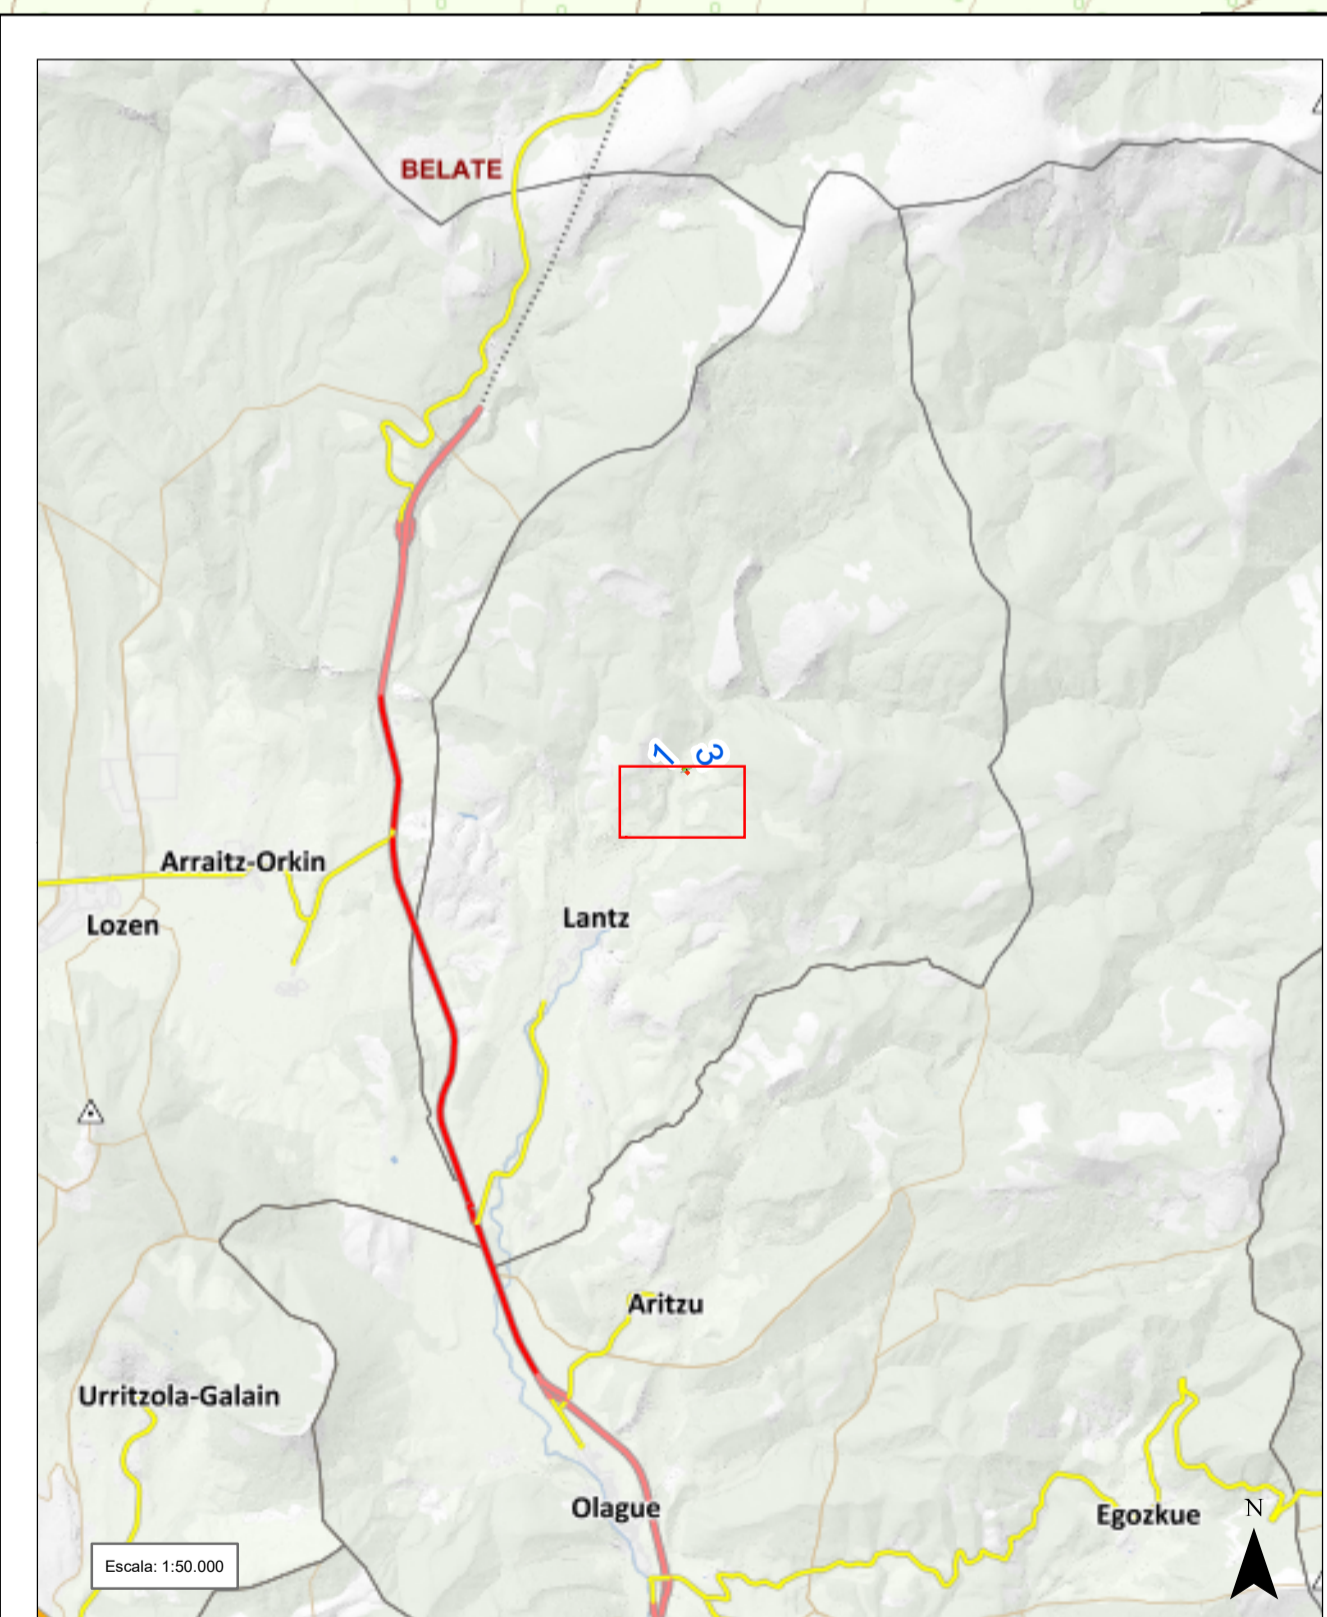 BELATE
1 3
Arraitz-Orkin
Lozen
Lantz
Aritzu
Urritzola-Galain
Olague
Egozkue
N
Escala: 1:50.000